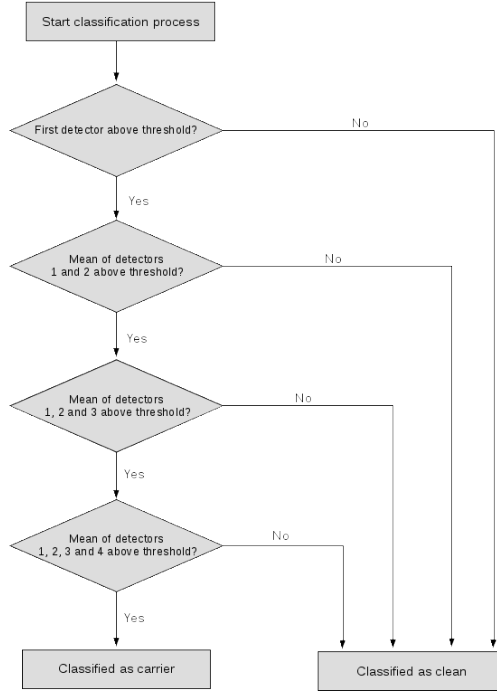 Start classification process
First detector above threshold?
No
Yes
Mean of detectors
1 and 2 above threshold?
No
Yes
Mean of detectors
1, 2 and 3 above threshold?
No
Yes
Mean of detectors
1, 2, 3 and 4 above threshold?
No
Yes
Classified as carrier
Classified as clean